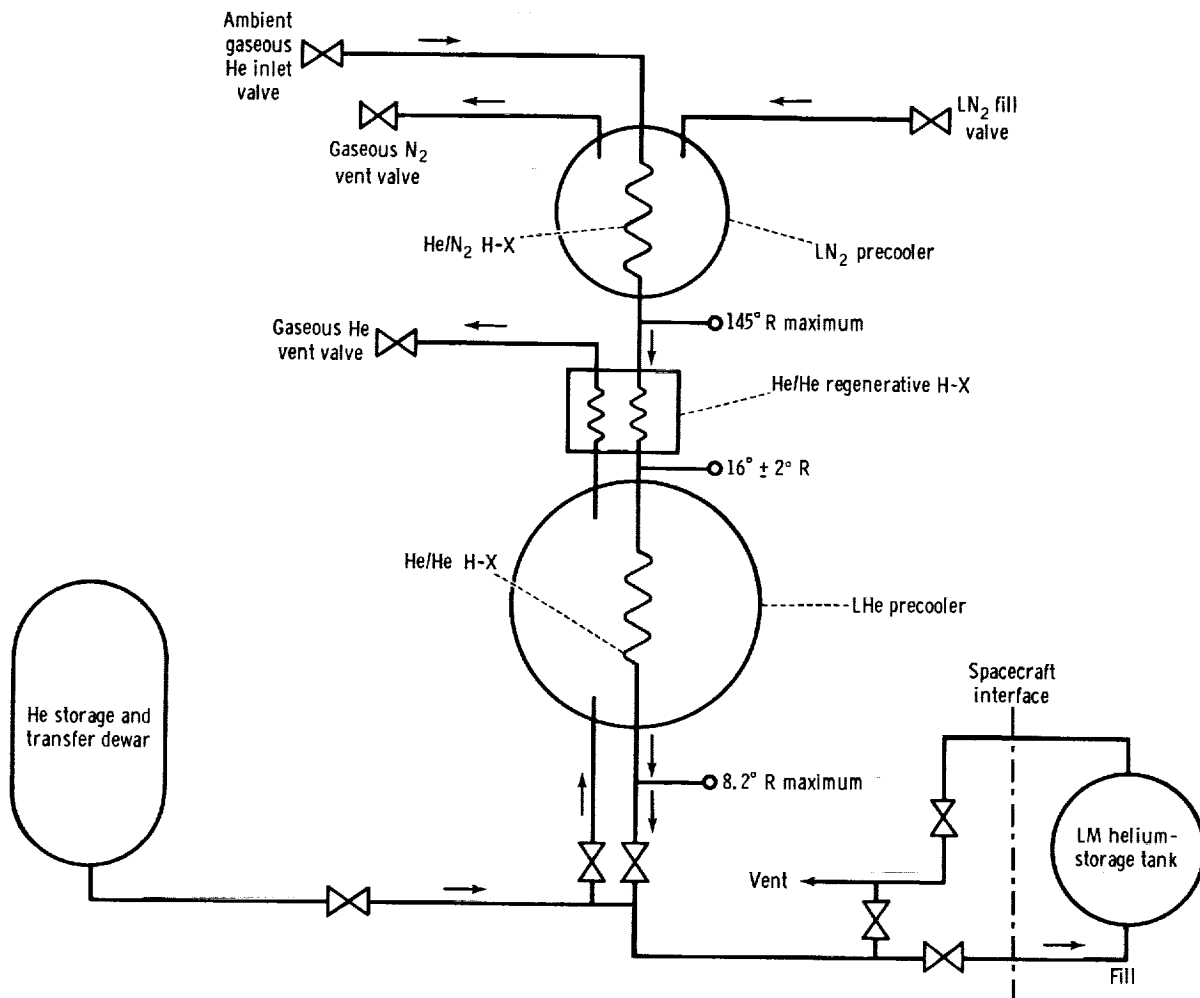 Ambient
gaseous
He inlet
valve
LN2 fill
valve
Gaseous N2
vent valve
He/N2 H-X
LN2 precooler
145° R maximum
Gaseous He
vent valve
He/He regenerative H-X
16° ± 2° R
He/He H-X
LHe precooler
He storage and
transfer dewar
Spacecraft
interface
8.2° R maximum
LM helium-
storage tank
Vent
Fill